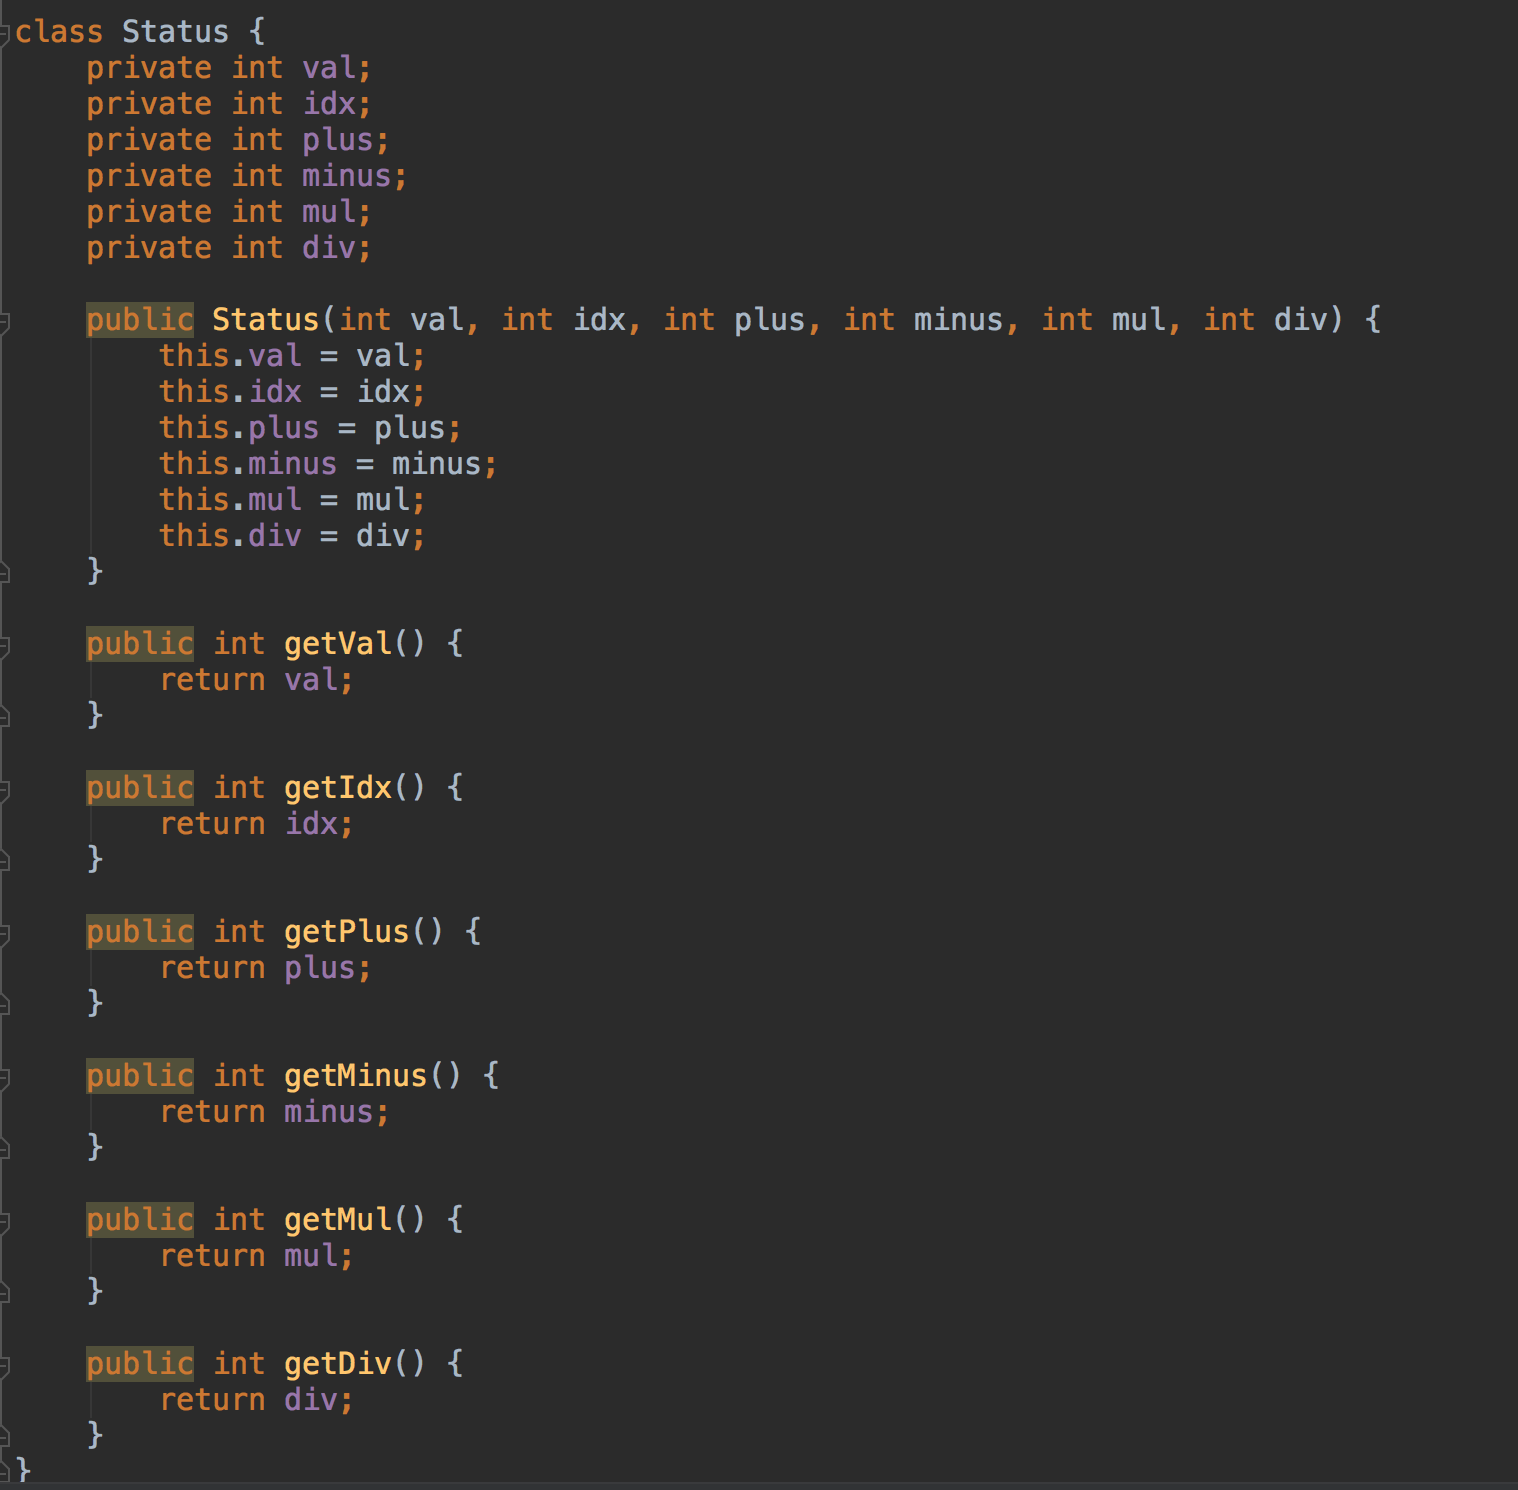 class Status {
    private int val;
    private int idx;
    private int plus;
    private int minus;
    private int mul;
    private int div;

    public Status(int val, int idx, int plus, int minus, int mul, int div) {
        this.val = val;
        this.idx = idx;
        this.plus = plus;
        this.minus = minus;
        this.mul = mul;
        this.div = div;
    }

    public int getVal() {
        return val;
    }

    public int getIdx() {
        return idx;
    }

    public int getPlus() {
        return plus;
    }

    public int getMinus() {
        return minus;
    }

    public int getMul() {
        return mul;
    }

    public int getDiv() {
        return div;
    }
}